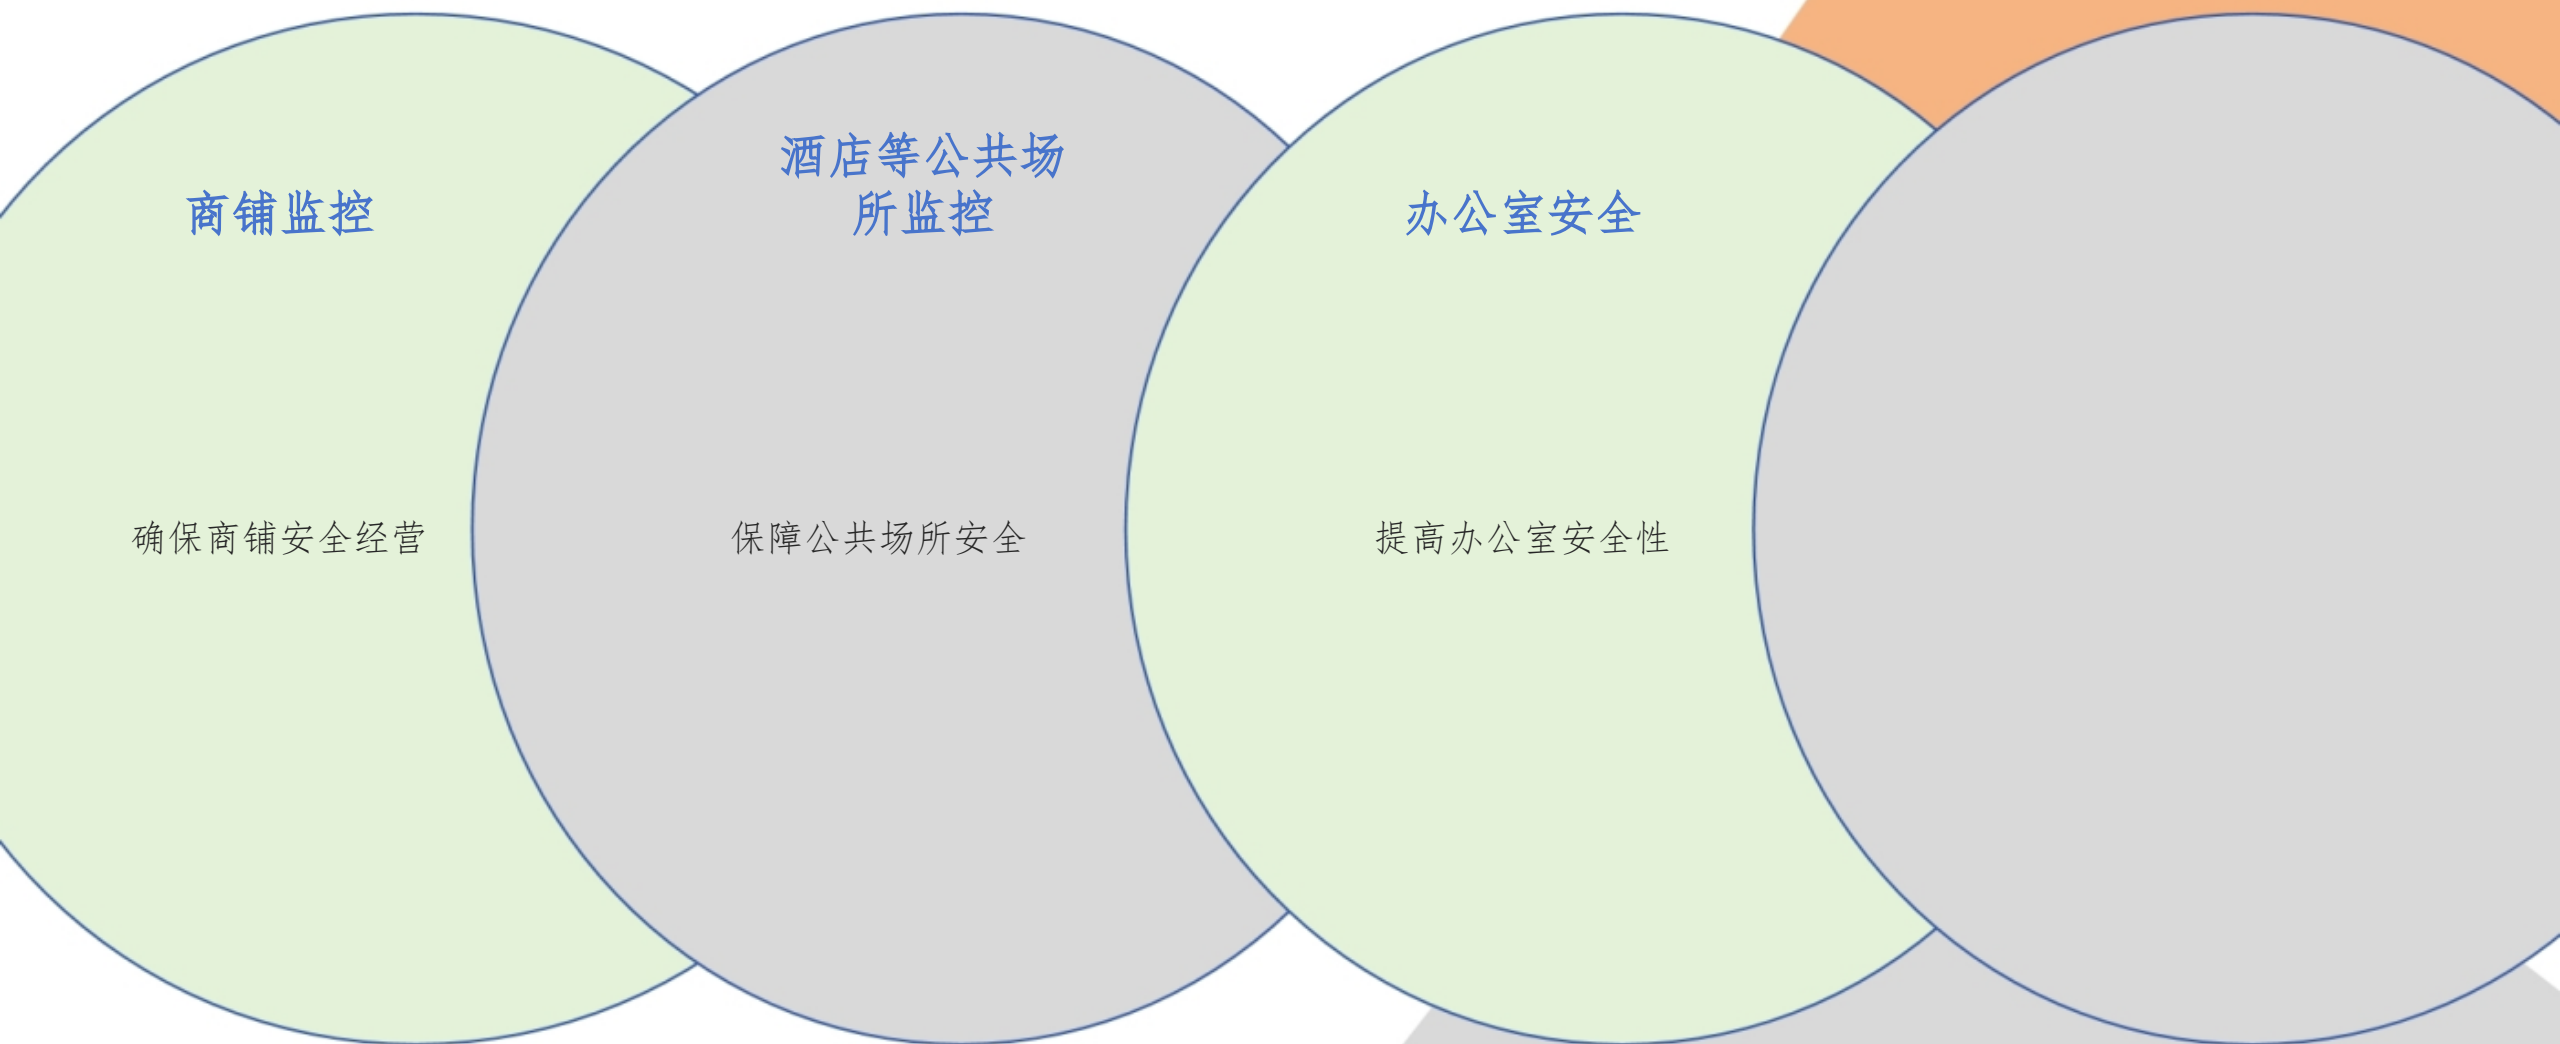 商铺监控
确保商铺安全经营
酒店等公共场
所监控
保障公共场所安全
办公室安全
提高办公室安全性